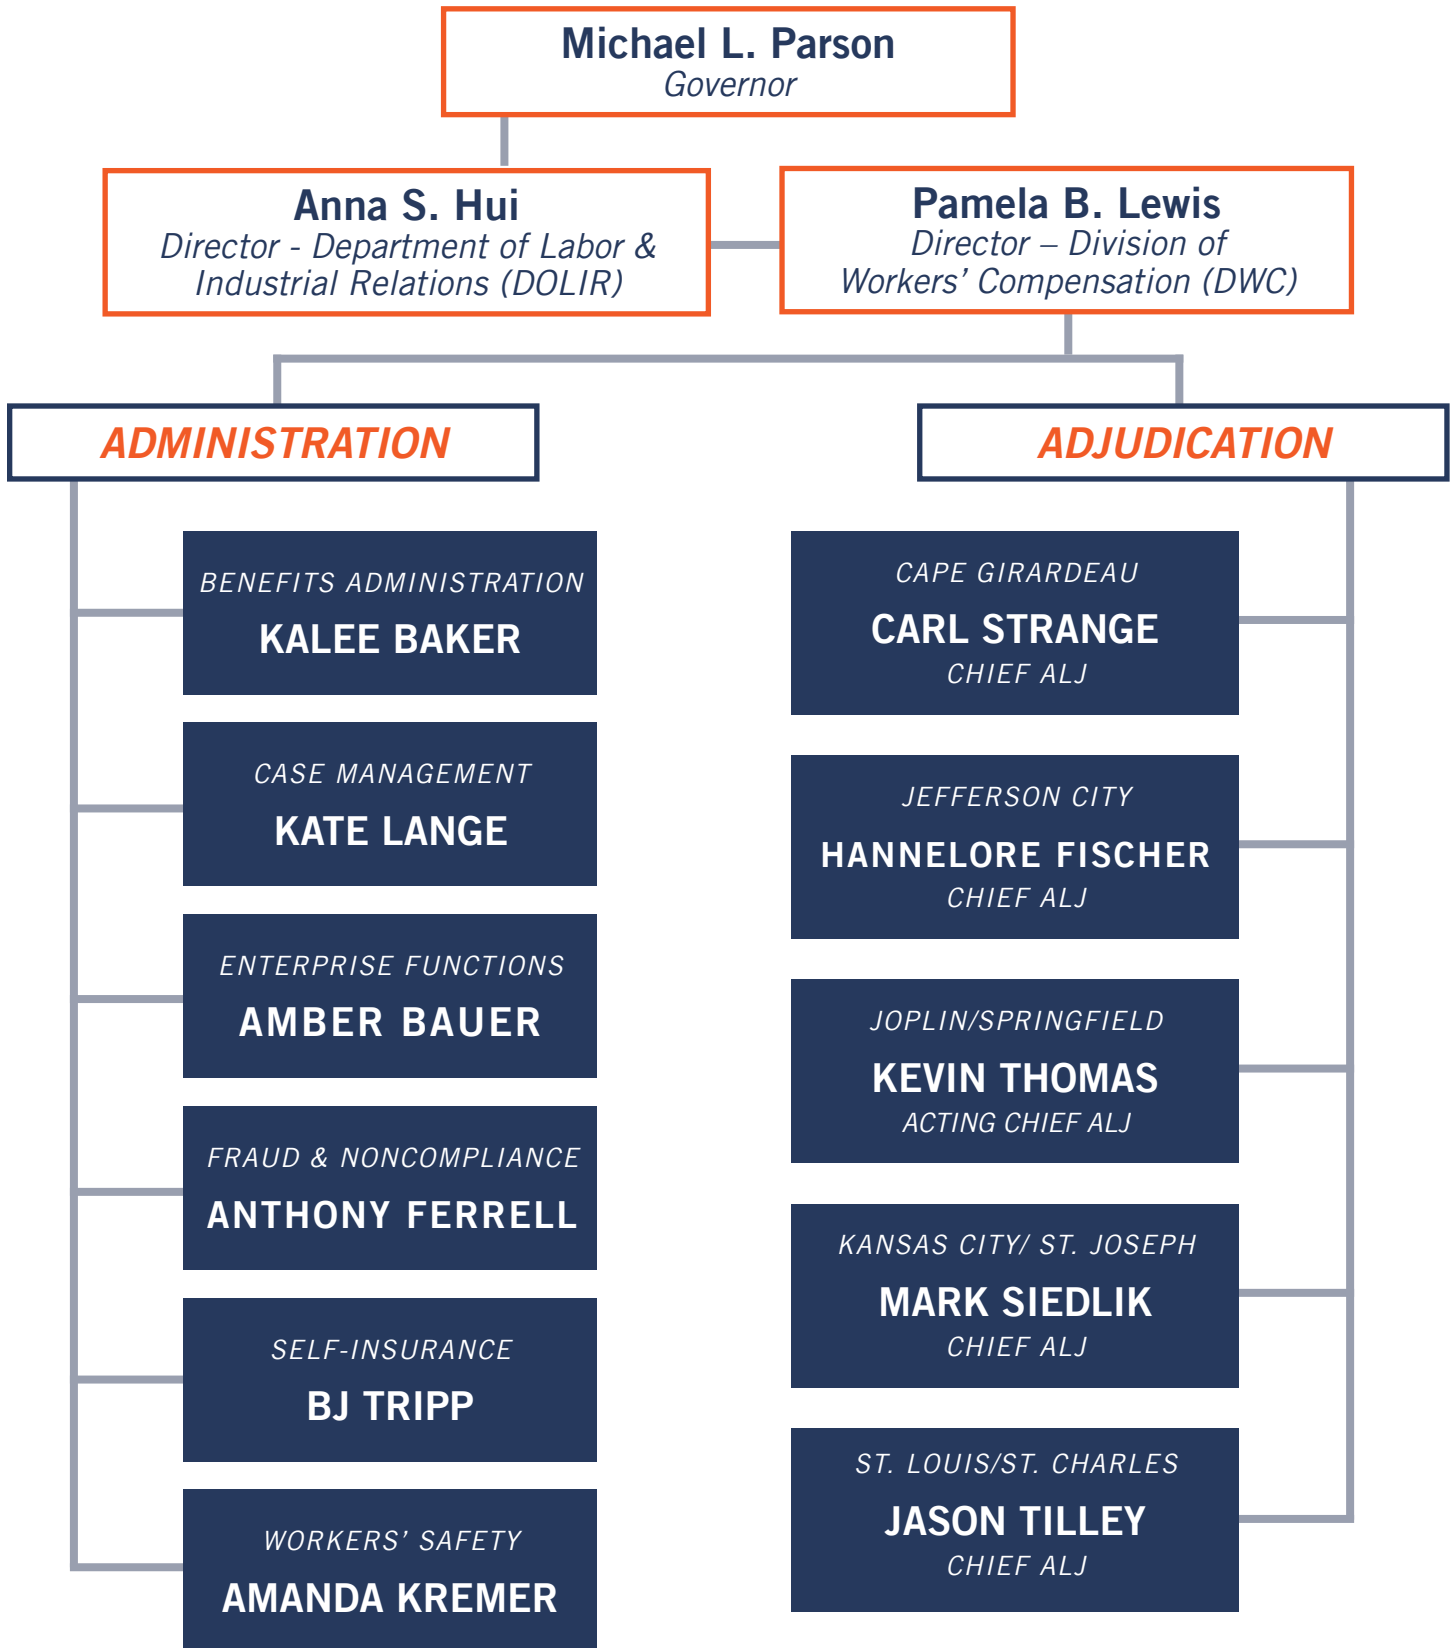 Michael L. Parson
Governor
Anna S. Hui
Director - Department of Labor &
Industrial Relations (DOLIR)
Pamela B. Lewis
Director – Division of
Workers’ Compensation (DWC)
ADMINISTRATION
BENEFITS ADMINISTRATION
KALEE BAKER
CASE MANAGEMENT
KATE LANGE
ENTERPRISE FUNCTIONS
AMBER BAUER
FRAUD & NONCOMPLIANCE
ANTHONY FERRELL
SELF-INSURANCE
BJ TRIPP
WORKERS’ SAFETY
AMANDA KREMER
ADJUDICATION
CAPE GIRARDEAU
CARL STRANGE
CHIEF ALJ
JEFFERSON CITY
HANNELORE FISCHER
CHIEF ALJ
JOPLIN/SPRINGFIELD
KEVIN THOMAS
ACTING CHIEF ALJ
KANSAS CITY/ ST. JOSEPH
MARK SIEDLIK
CHIEF ALJ
ST. LOUIS/ST. CHARLES
JASON TILLEY
CHIEF ALJ